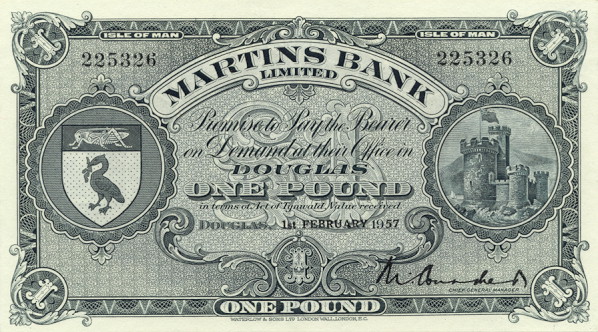 ISLE OF MAN ISLE OF MAN
225326 225326
MARTINS BANK
LIMITED
Promise to Pay the Bearer
on Demand at their Office in
DOUGLAS
ONE POUND
in terms of Act of Tynwald, Value received.
DOUGLAS, 1st FEBRUARY 1957
CHIEF GENERAL MANAGER
ONE POUND
WATERLOW & SONS LTD LONDON WALL, LONDON, E.C.